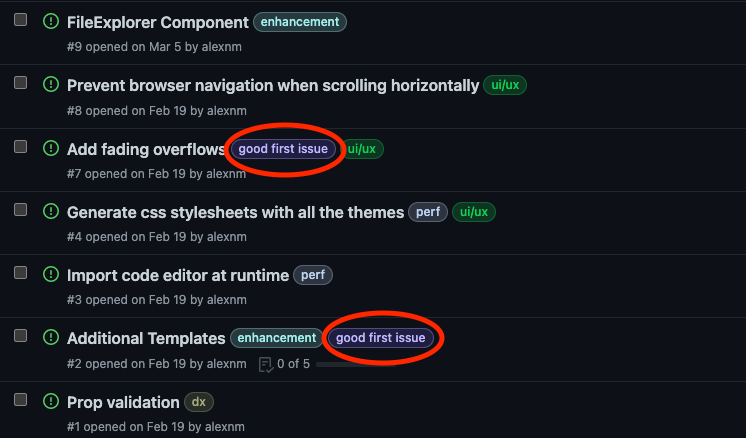 FileExplorer Component enhancement
#9 opened on Mar 5 by alexnm
Prevent browser navigation when scrolling horizontally ui/ux
#8 opened on Feb 19 by alexnm
Add fading overflows good first issue ui/ux
#7 opened on Feb 19 by alexnm
Generate css stylesheets with all the themes perf ui/ux
#4 opened on Feb 19 by alexnm
Import code editor at runtime perf
#3 opened on Feb 19 by alexnm
Additional Templates enhancement good first issue
#2 opened on Feb 19 by alexnm 0 of 5
Prop validation dx
#1 opened on Feb 19 by alexnm